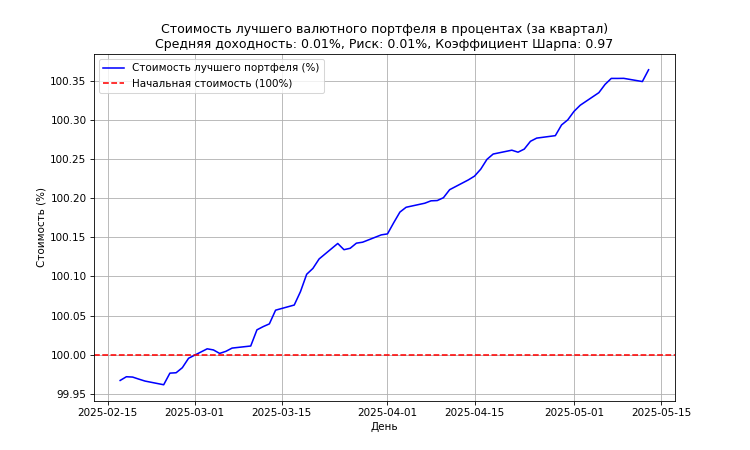 Стоимость лучшего валютного портфеля в процентах (за квартал)
Средняя доходность: 0.01%, Риск: 0.01%, Коэффициент Шарпа: 0.97
Стоимость лучшего портфеля (%)
Начальная стоимость (100%)
Стоимость (%)
100.35
100.30
100.25
100.20
100.15
100.10
100.05
100.00
99.95
2025-02-15 2025-03-01 2025-03-15 2025-04-01 2025-04-15 2025-05-01 2025-05-15
День